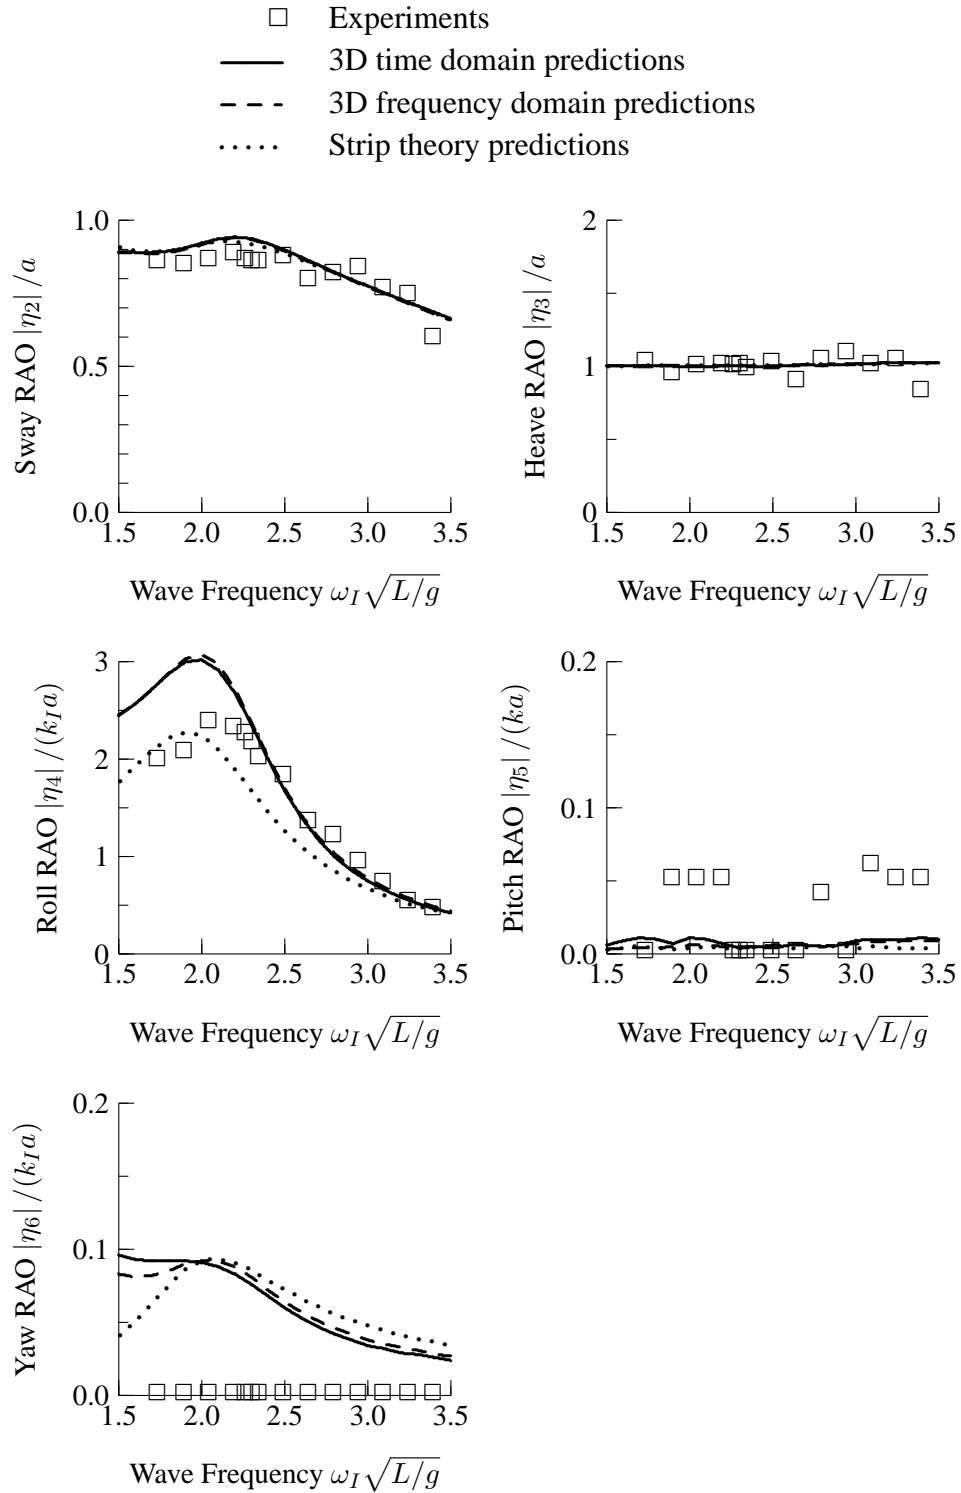 Experiments
3D time domain predictions
3D frequency domain predictions
Strip theory predictions
Sway RAO |η₂|/a
1.0
0.5
0.0
1.5 2.0 2.5 3.0 3.5
Wave Frequency ω_I√(L/g)
Heave RAO |η₃|/a
2
1
0
1.5 2.0 2.5 3.0 3.5
Wave Frequency ω_I√(L/g)
Roll RAO |η₄|/(k_I a)
3
2
1
0
1.5 2.0 2.5 3.0 3.5
Wave Frequency ω_I√(L/g)
Pitch RAO |η₅|/(ka)
0.2
0.1
0.0
1.5 2.0 2.5 3.0 3.5
Wave Frequency ω_I√(L/g)
Yaw RAO |η₆|/(k_I a)
0.2
0.1
0.0
1.5 2.0 2.5 3.0 3.5
Wave Frequency ω_I√(L/g)